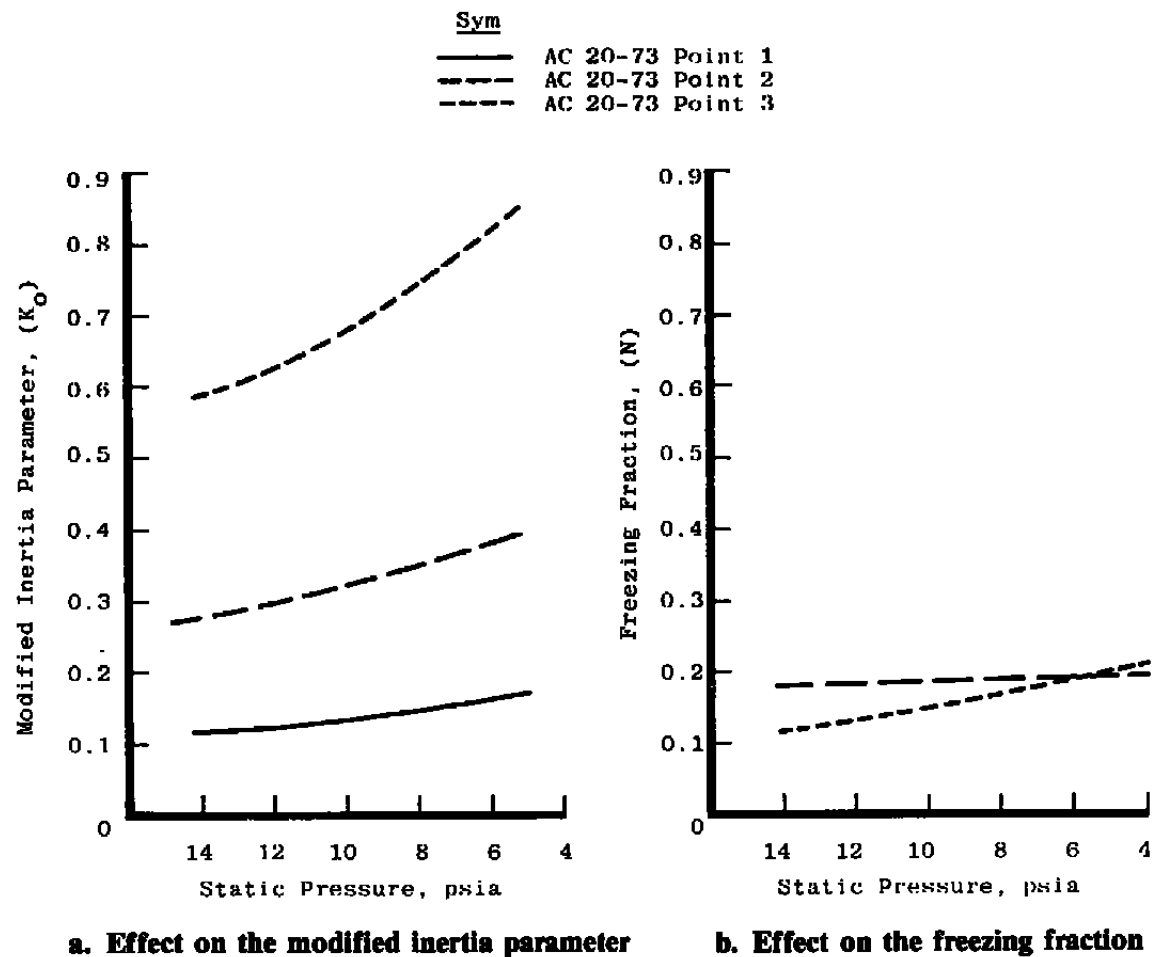 Sym
AC 20-73 Point 1
AC 20-73 Point 2
AC 20-73 Point 3
Modified Inertia Parameter, (Ko)
0.9
0.8
0.7
0.6
0.5
0.4
0.3
0.2
0.1
0
14 12 10 8 6 4
Static Pressure, psia
a. Effect on the modified inertia parameter
Freezing Fraction, (N)
0.9
0.8
0.7
0.6
0.5
0.4
0.3
0.2
0.1
0
14 12 10 8 6 4
Static Pressure, psia
b. Effect on the freezing fraction